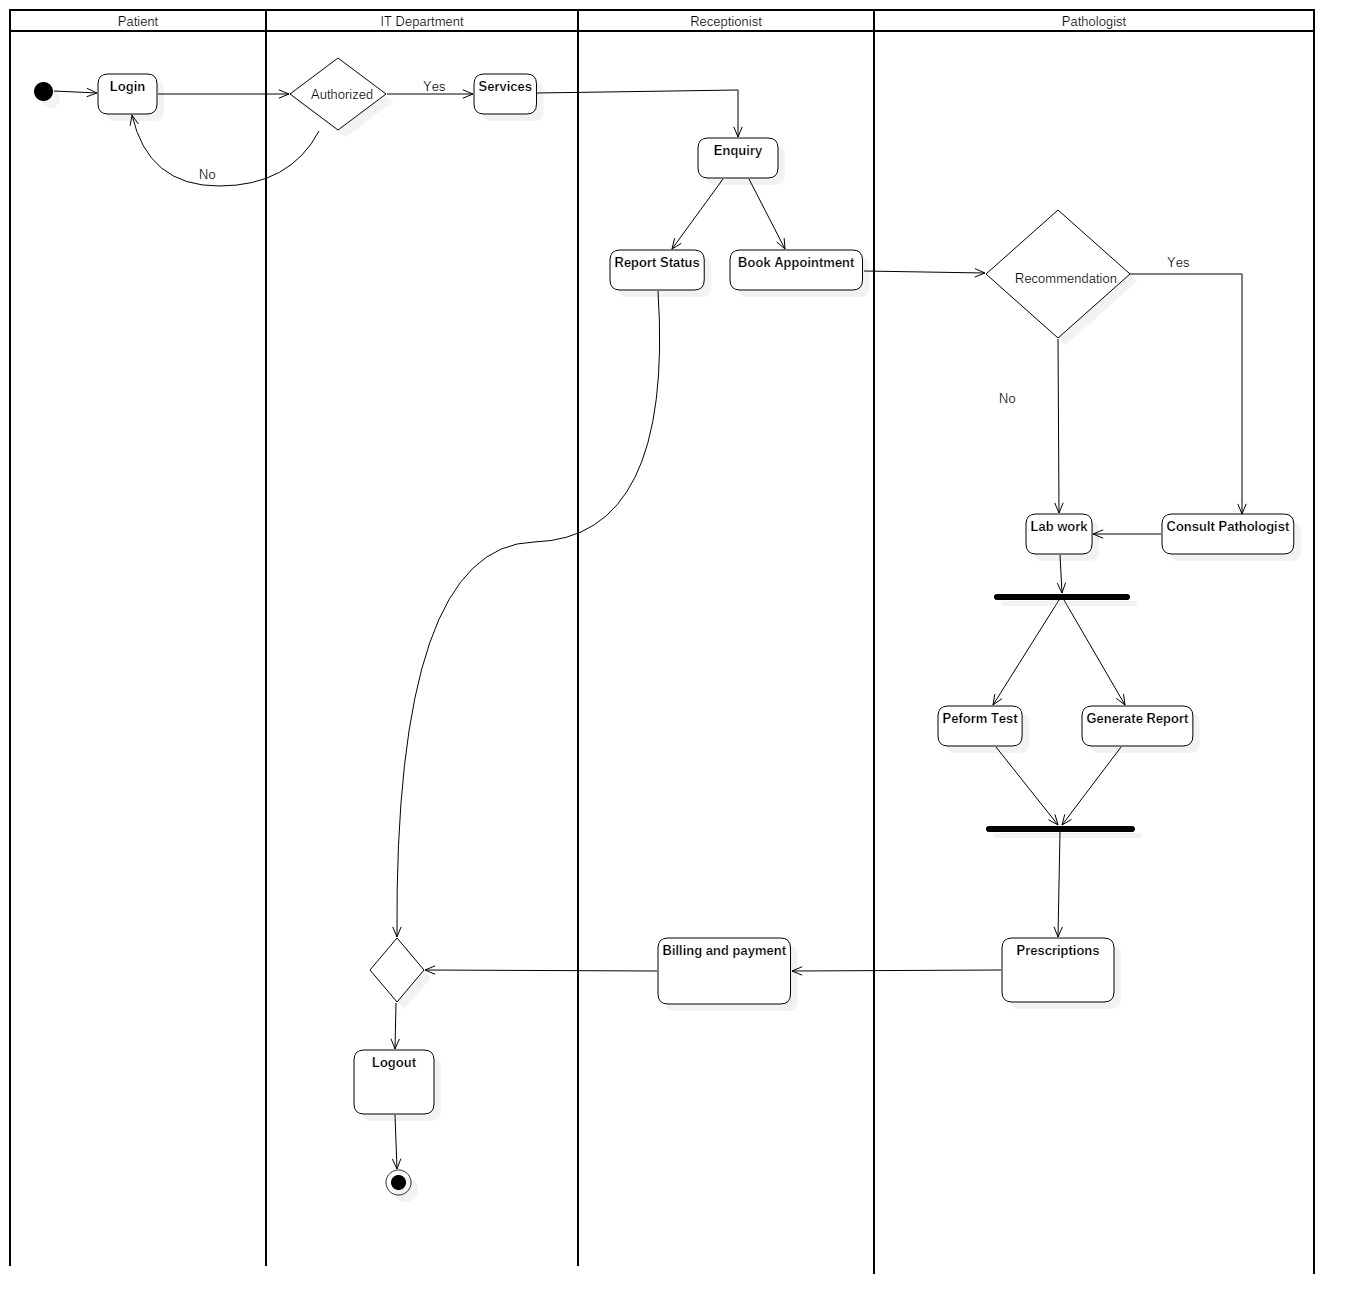 Patient
IT Department
Receptionist
Pathologist
Login
Authorized
Yes
Services
Enquiry
No
Report Status
Book Appointment
Recommendation
Yes
No
Lab work
Consult Pathologist
Peform Test
Generate Report
Billing and payment
Prescriptions
Logout